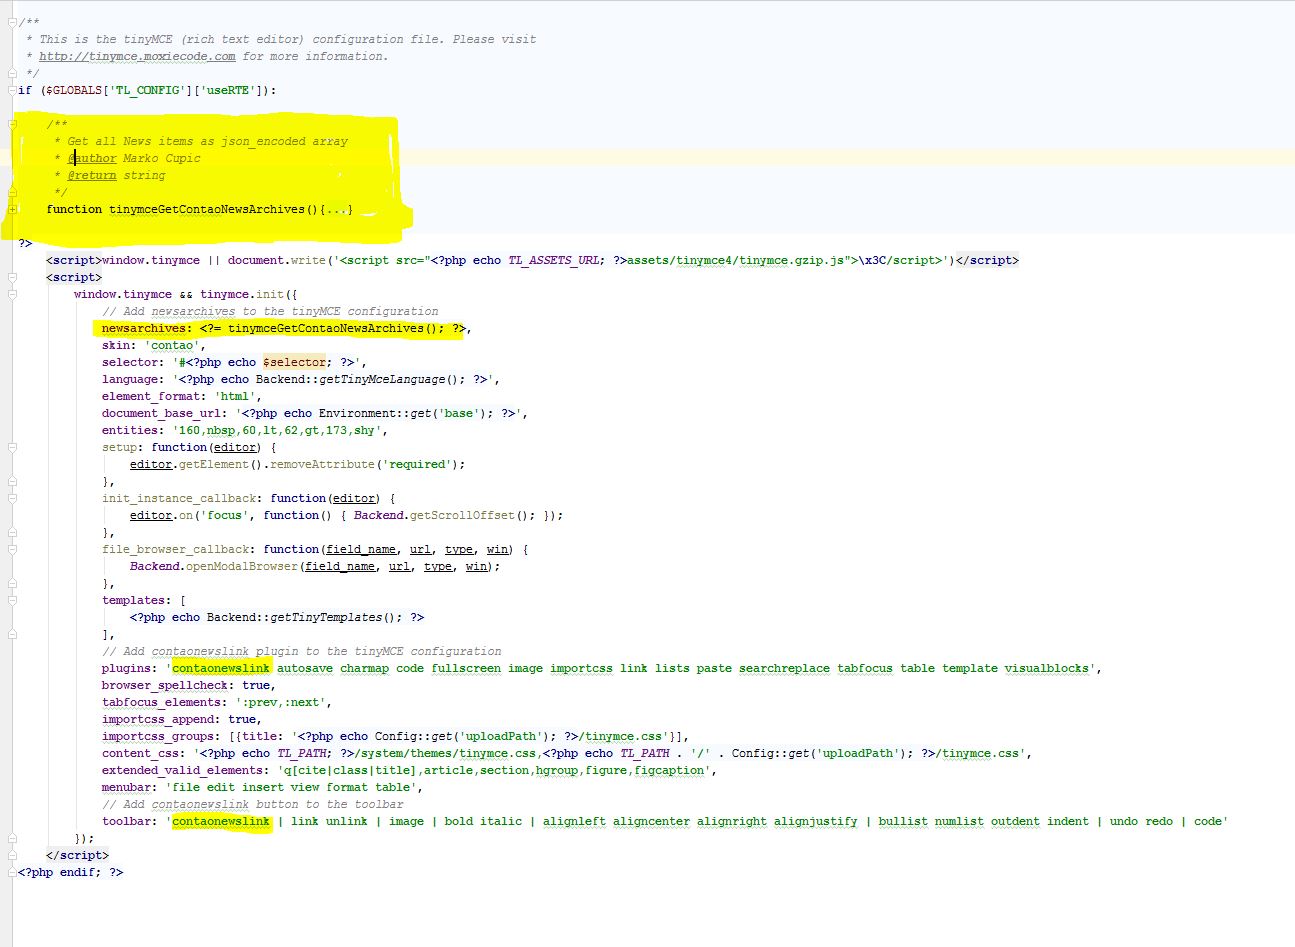 /**
* This is the tinyMCE (rich text editor) configuration file. Please visit
* http://tinymce.moxiecode.com for more information.
*/
if ($GLOBALS['TL_CONFIG']['useRTE']):
/**
* Get all News items as json_encoded array
* @author Marko Cupic
* @return string
*/
function tinymceGetContaoNewsArchives(){...}
?>
<script>window.tinymce || document.write('<script src="<?php echo TL_ASSETS_URL; ?>assets/tinymce4/tinymce.gzip.js">\x3C/script>')</script>
<script>
window.tinymce && tinymce.init({
// Add newsarchives to the tinyMCE configuration
newsarchives: <?= tinymceGetContaoNewsArchives(); ?>,
skin: 'contao',
selector: '#<?php echo $selector; ?>',
language: '<?php echo Backend::getTinyMceLanguage(); ?>',
element_format: 'html',
document_base_url: '<?php echo Environment::get('base'); ?>',
entities: '160,nbsp,60,lt,62,gt,173,shy',
setup: function(editor) {
editor.getElement().removeAttribute('required');
},
init_instance_callback: function(editor) {
editor.on('focus', function() { Backend.getScrollOffset(); });
},
file_browser_callback: function(field_name, url, type, win) {
Backend.openModalBrowser(field_name, url, type, win);
},
templates: [
<?php echo Backend::getTinyTemplates(); ?>
],
// Add contaonewslink plugin to the tinyMCE configuration
plugins: 'contaonewslink autosave charmap code fullscreen image importcss link lists paste searchreplace tabfocus table template visualblocks',
browser_spellcheck: true,
tabfocus_elements: ':prev,:next',
importcss_append: true,
importcss_groups: [{title: '<?php echo Config::get('uploadPath'); ?>/tinymce.css'}],
content_css: '<?php echo TL_PATH; ?>/system/themes/tinymce.css,<?php echo TL_PATH . '/' . Config::get('uploadPath'); ?>/tinymce.css',
extended_valid_elements: 'q[cite|class|title],article,section,hgroup,figure,figcaption',
menubar: 'file edit insert view format table',
// Add contaonewslink button to the toolbar
toolbar: 'contaonewslink | link unlink | image | bold italic | alignleft aligncenter alignright alignjustify | bullist numlist outdent indent | undo redo | code'
});
</script>
<?php endif; ?>